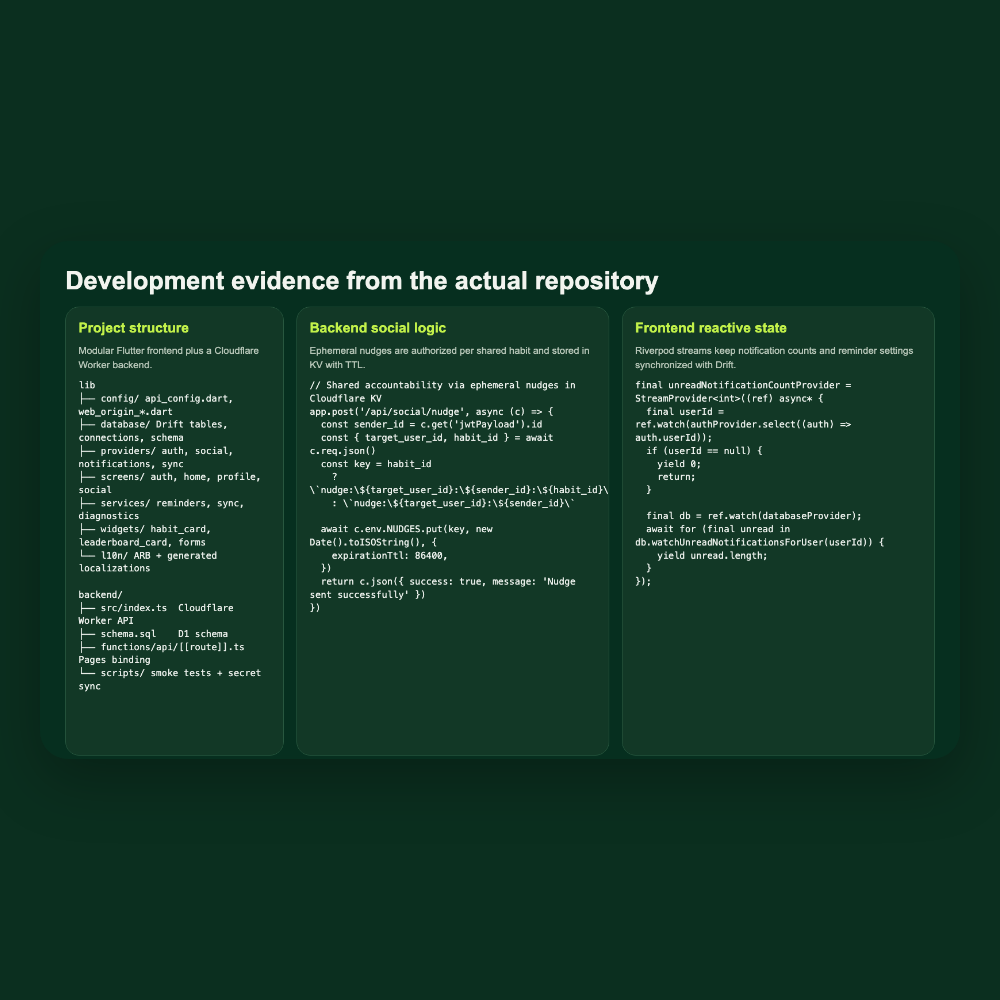 Development evidence from the actual repository
Project structure
Modular Flutter frontend plus a Cloudflare
Worker backend.
lib
├── config/ api_config.dart,
web_origin_*.dart
├── database/ Drift tables,
connections, schema
├── providers/ auth, social,
notifications, sync
├── screens/ auth, home, profile,
social
├── services/ reminders, sync,
diagnostics
├── widgets/ habit_card,
leaderboard_card, forms
└── l10n/ ARB + generated
localizations

backend/
├── src/index.ts  Cloudflare
Worker API
├── schema.sql    D1 schema
├── functions/api/[[route]].ts
Pages binding
└── scripts/ smoke tests + secret
sync
Backend social logic
Ephemeral nudges are authorized per shared habit and stored in
KV with TTL.
// Shared accountability via ephemeral nudges in
Cloudflare KV
app.post('/api/social/nudge', async (c) => {
  const sender_id = c.get('jwtPayload').id
  const { target_user_id, habit_id } = await
c.req.json()
  const key = habit_id
    ?
\`nudge:\${target_user_id}:\${sender_id}:\${habit_id}\
    : \`nudge:\${target_user_id}:\${sender_id}\`

  await c.env.NUDGES.put(key, new
Date().toISOString(), {
    expirationTtl: 86400,
  })
  return c.json({ success: true, message: 'Nudge
sent successfully' })
})
Frontend reactive state
Riverpod streams keep notification counts and reminder settings
synchronized with Drift.
final unreadNotificationCountProvider =
StreamProvider<int>((ref) async* {
  final userId =
ref.watch(authProvider.select((auth) =>
auth.userId));
  if (userId == null) {
    yield 0;
    return;
  }

  final db = ref.watch(databaseProvider);
  await for (final unread in
db.watchUnreadNotificationsForUser(userId)) {
    yield unread.length;
  }
});